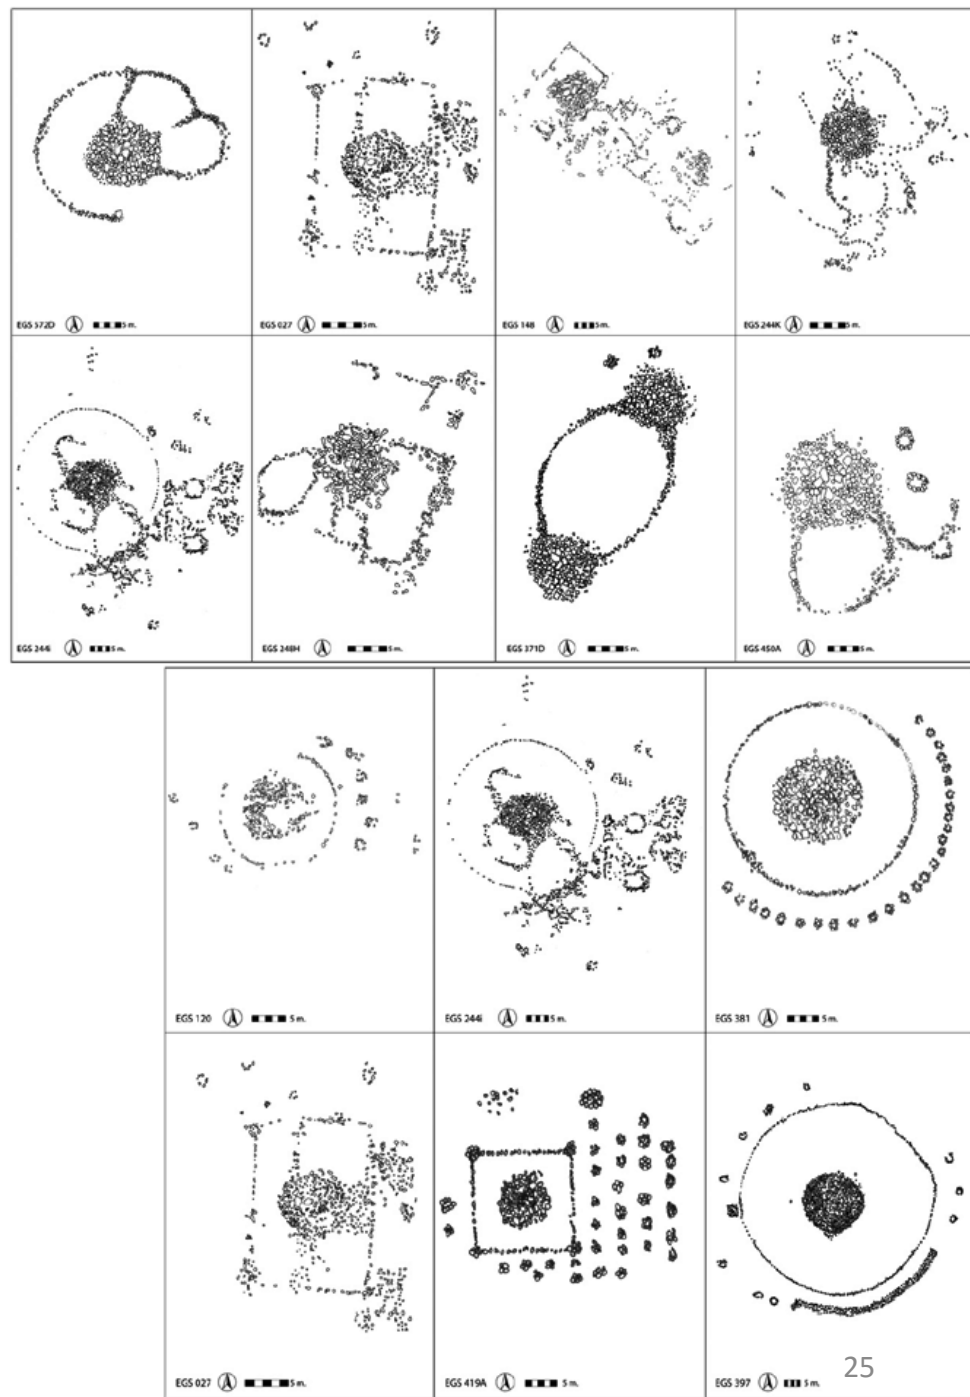 EGS 572D 5 m.
EGS 027 5 m.
EGS 148 5 m.
EGS 244K 5 m.
EGS 244i 5 m.
EGS 248H 5 m.
EGS 371D 5 m.
EGS 450A 5 m.
EGS 120 5 m.
EGS 244i 5 m.
EGS 381 5 m.
EGS 027 5 m.
EGS 419A 5 m.
EGS 397 5 m.
25